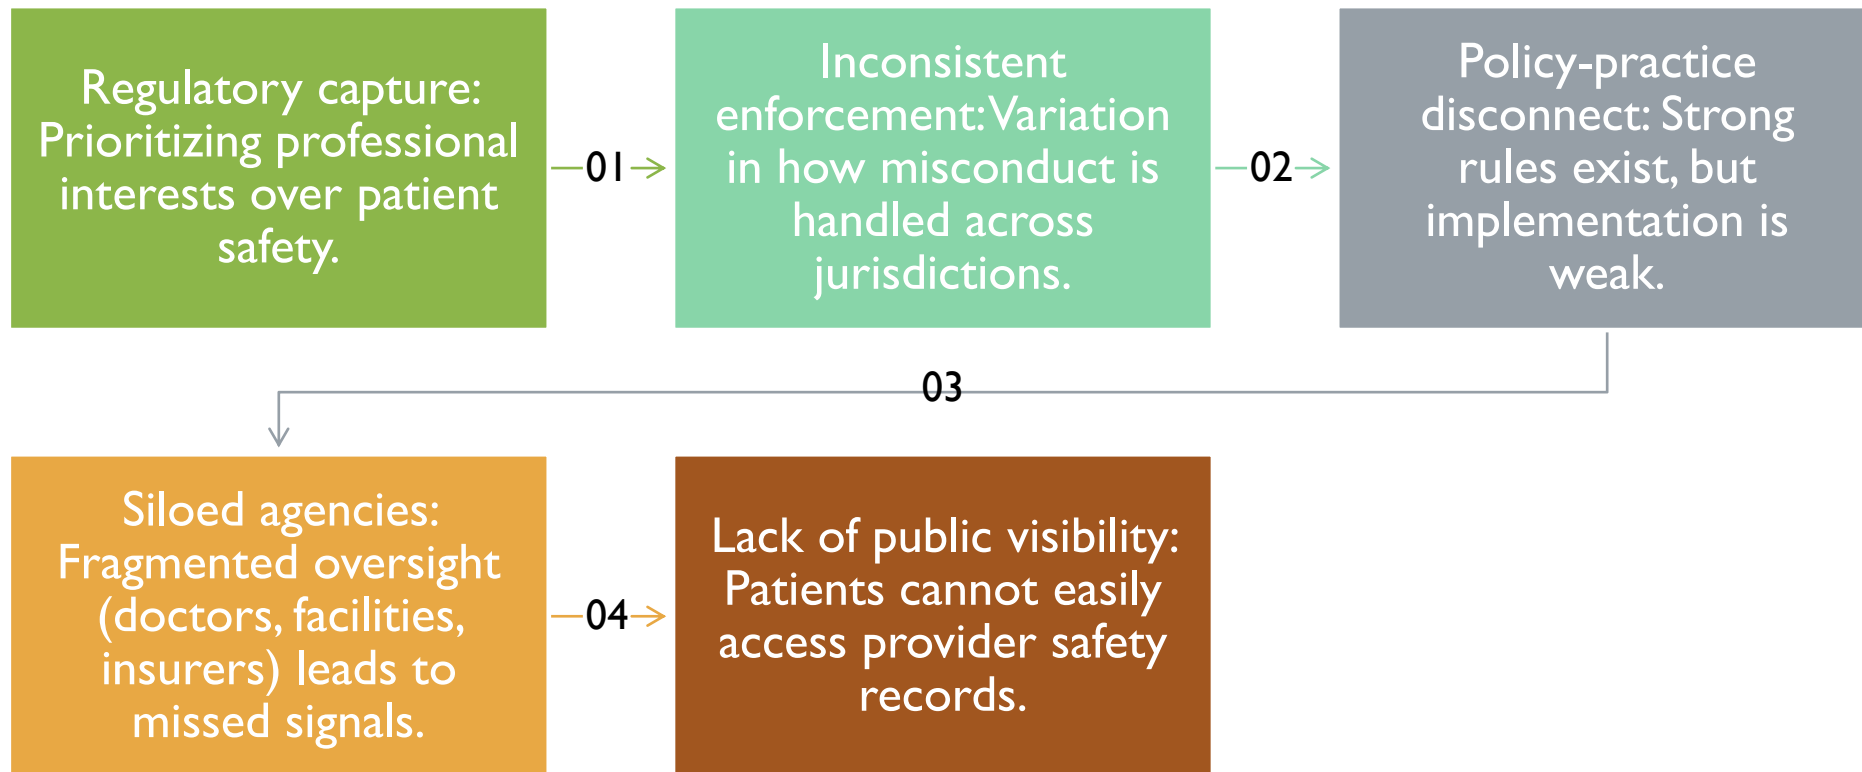 Regulatory capture:
Prioritizing professional
interests over patient
safety.
01
Inconsistent
enforcement: Variation
in how misconduct is
handled across
jurisdictions.
02
Policy-practice
disconnect: Strong
rules exist, but
implementation is
weak.
03
Siloed agencies:
Fragmented oversight
(doctors, facilities,
insurers) leads to
missed signals.
04
Lack of public visibility:
Patients cannot easily
access provider safety
records.